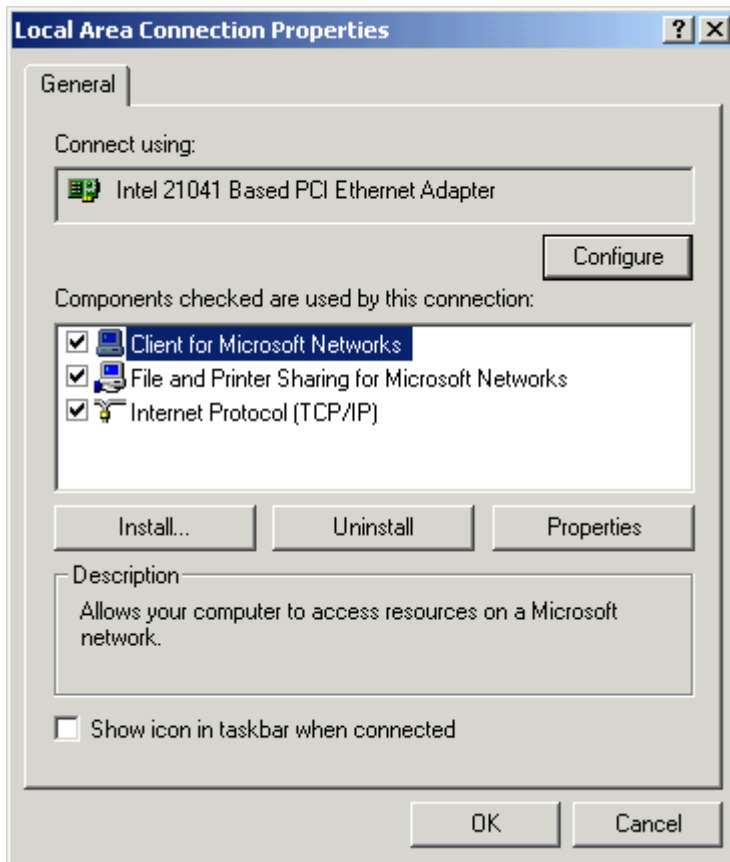 Local Area Connection Properties
?
General
Connect using:
Intel 21041 Based PCI Ethernet Adapter
Configure
Components checked are used by this connection:
Client for Microsoft Networks
File and Printer Sharing for Microsoft Networks
Internet Protocol (TCP/IP)
Install... Uninstall Properties
Description
Allows your computer to access resources on a Microsoft
network.
Show icon in taskbar when connected
OK Cancel